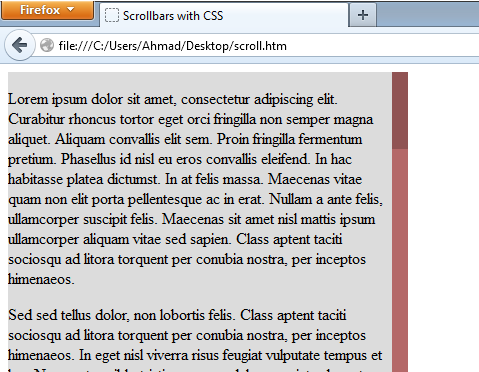 Firefox
Scrollbars with CSS
file:///C:/Users/Ahmad/Desktop/scroll.htm
Lorem ipsum dolor sit amet, consectetur adipiscing elit.
Curabitur rhoncus tortor eget orci fringilla non semper magna
aliquet. Aliquam convallis elit sem. Proin fringilla fermentum
pretium. Phasellus id nisl eu eros convallis eleifend. In hac
habitasse platea dictumst. In at felis massa. Maecenas vitae
quam non elit porta pellentesque ac in erat. Nullam a ante felis,
ullamcorper suscipit felis. Maecenas sit amet nisl mattis ipsum
ullamcorper aliquam vitae sed sapien. Class aptent taciti
sociosqu ad litora torquent per conubia nostra, per inceptos
himenaeos.
Sed sed tellus dolor, non lobortis felis. Class aptent taciti
sociosqu ad litora torquent per conubia nostra, per inceptos
himenaeos. In eget nisl viverra risus feugiat vulputate tempus et